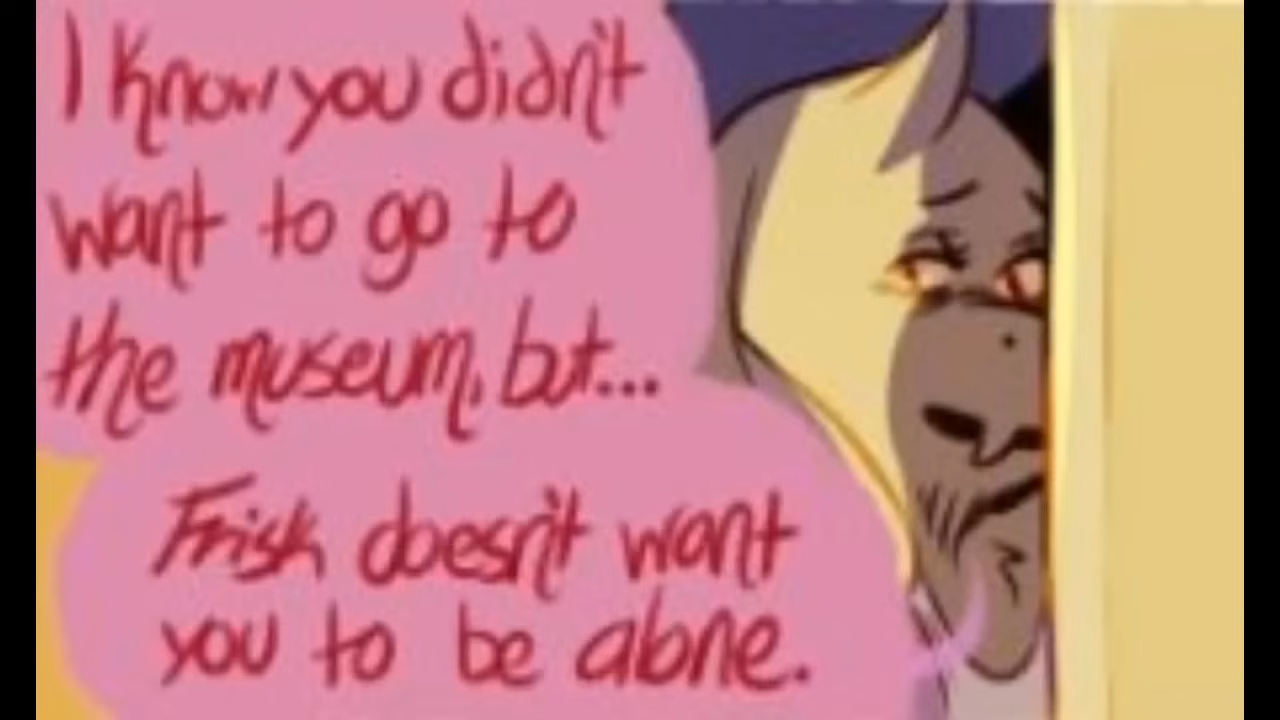 I know you didn't
want to go to
the museum, but...
Frisk doesn't want
you to be alone.